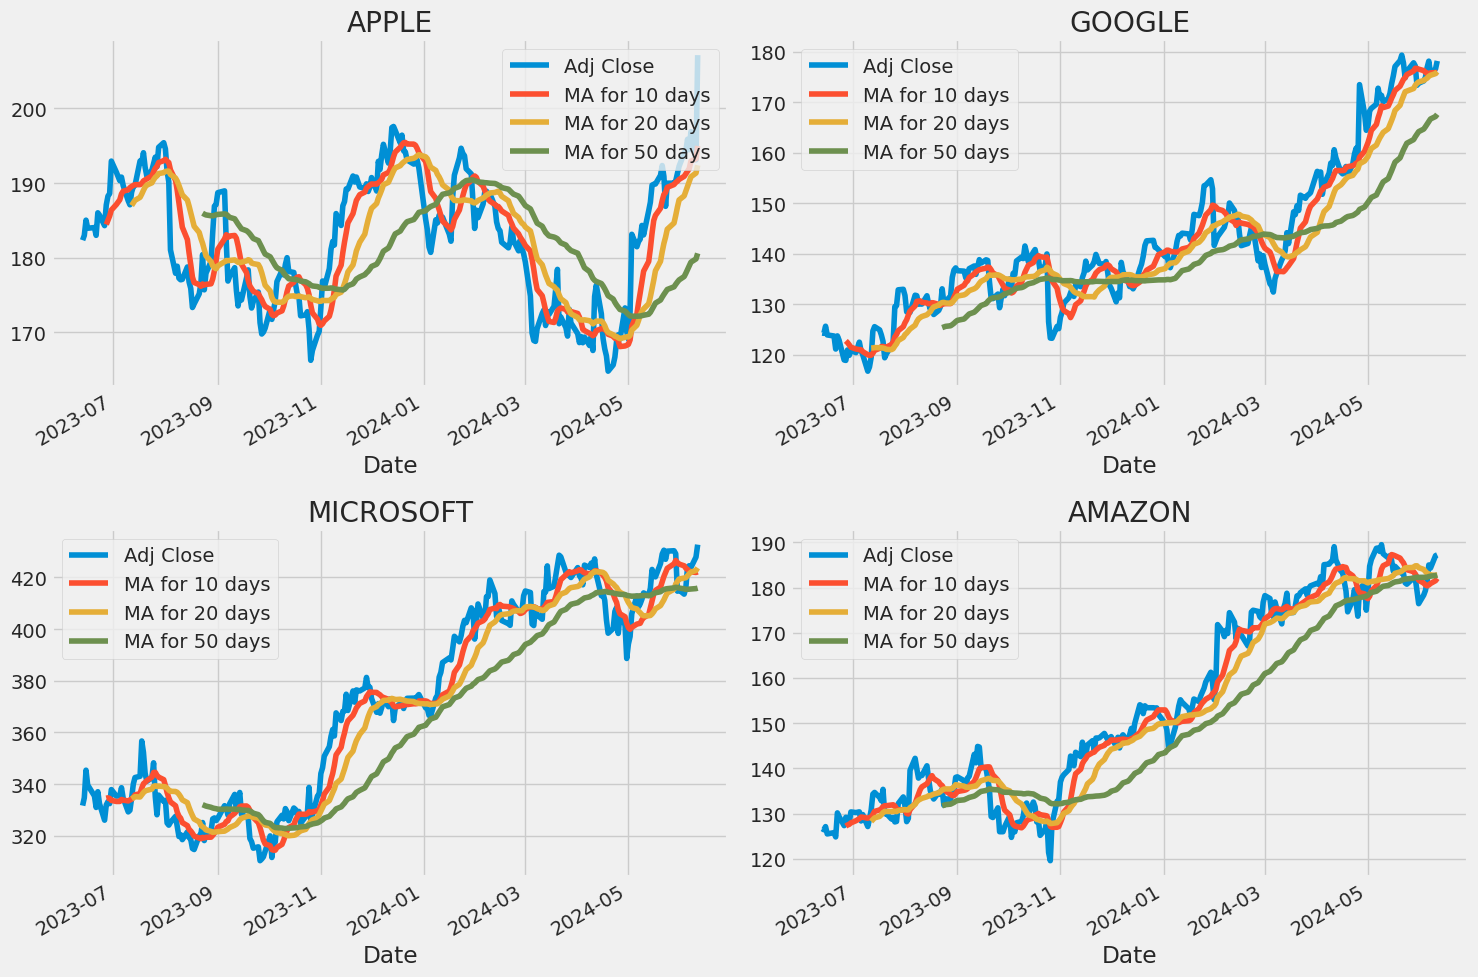 APPLE
Adj Close
MA for 10 days
MA for 20 days
MA for 50 days
200
190
180
170
2023-07
2023-09
2023-11
2024-01
2024-03
2024-05
Date
GOOGLE
Adj Close
MA for 10 days
MA for 20 days
MA for 50 days
180
170
160
150
140
130
120
2023-07
2023-09
2023-11
2024-01
2024-03
2024-05
Date
MICROSOFT
Adj Close
MA for 10 days
MA for 20 days
MA for 50 days
420
400
380
360
340
320
2023-07
2023-09
2023-11
2024-01
2024-03
2024-05
Date
AMAZON
Adj Close
MA for 10 days
MA for 20 days
MA for 50 days
190
180
170
160
150
140
130
120
2023-07
2023-09
2023-11
2024-01
2024-03
2024-05
Date